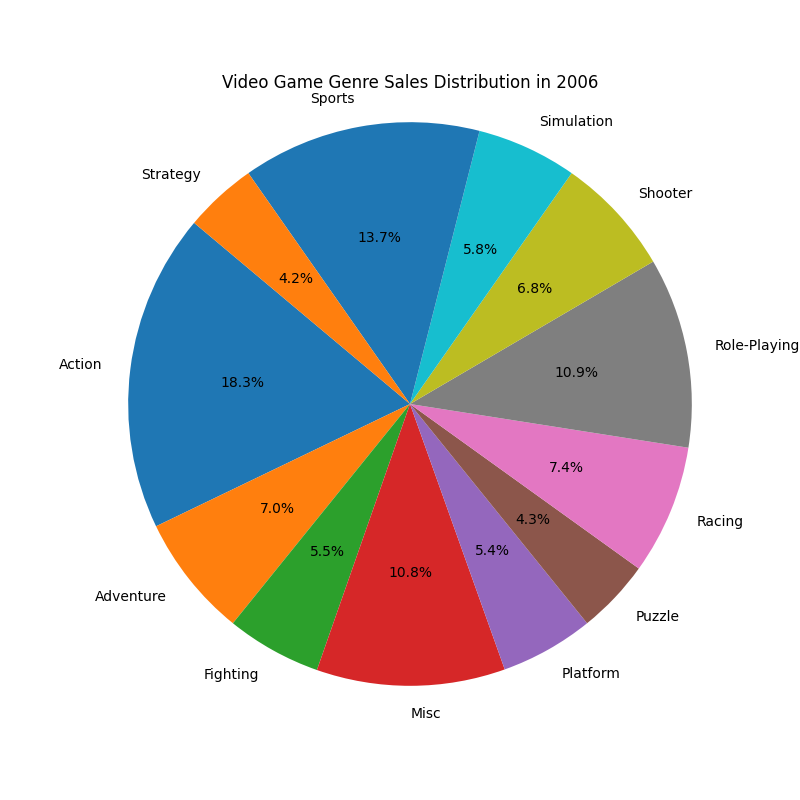 Video Game Genre Sales Distribution in 2006
Sports
Simulation
Strategy
Shooter
13.7%
5.8%
4.2%
6.8%
Role-Playing
Action
18.3%
10.9%
7.4%
7.0%
4.3%
Racing
5.5%
5.4%
10.8%
Adventure
Puzzle
Fighting
Platform
Misc